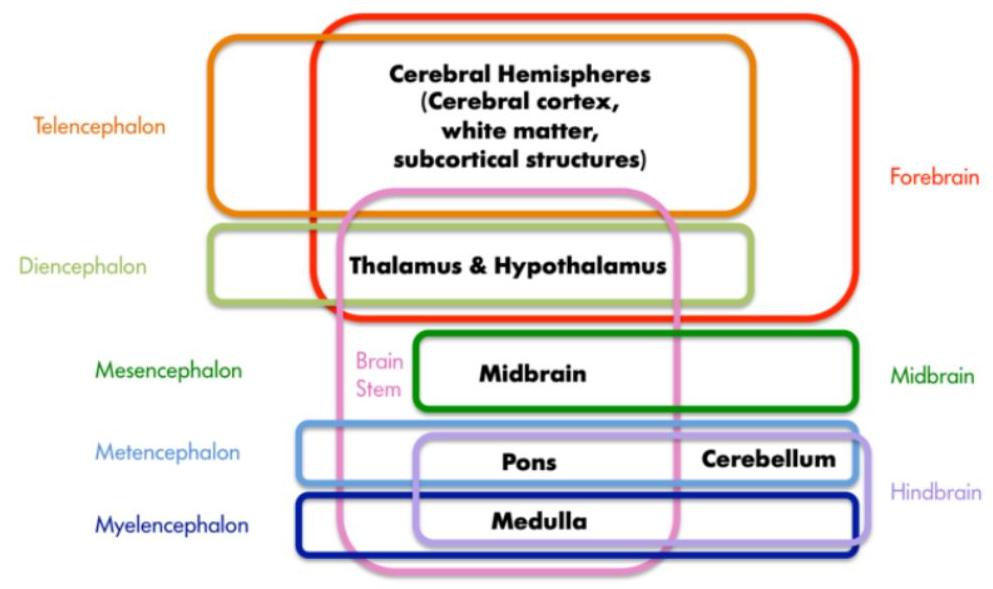 Cerebral Hemispheres
(Cerebral cortex,
white matter,
subcortical structures)
Telencephalon
Forebrain
Diencephalon
Thalamus & Hypothalamus
Mesencephalon
Brain
Stem
Midbrain
Midbrain
Metencephalon
Pons
Cerebellum
Hindbrain
Myelencephalon
Medulla